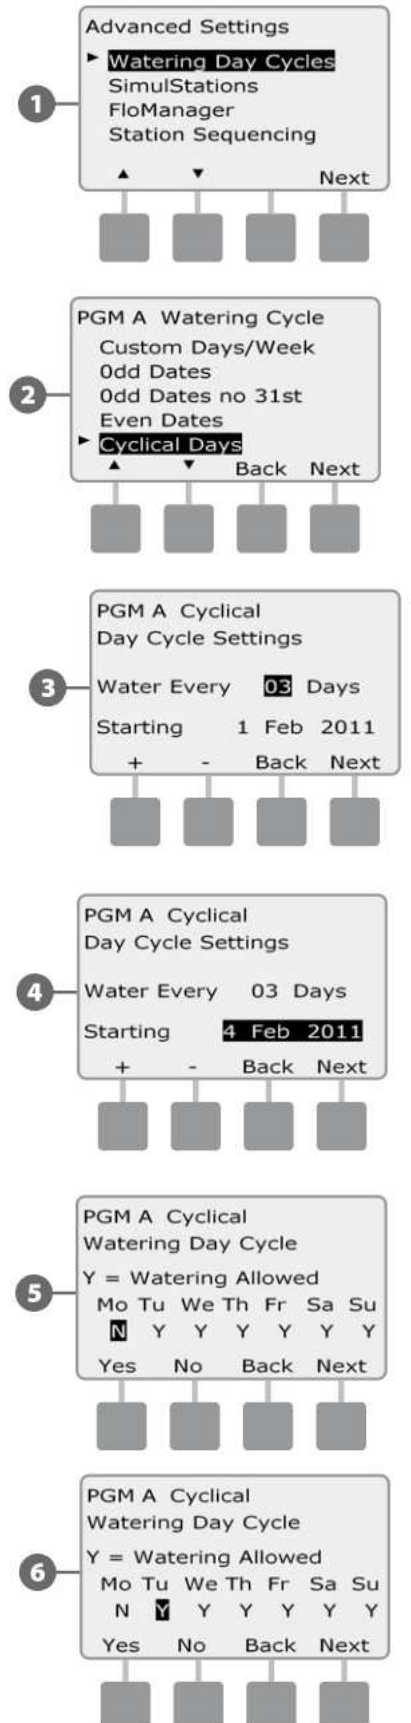 Advanced Settings
► Watering Day Cycles
SimulStations
FloManager
Station Sequencing
▲ ▼ Next
1
PGM A Watering Cycle
Custom Days/Week
0dd Dates
0dd Dates no 31st
Even Dates
► Cyclical Days
▲ ▼ Back Next
2
PGM A Cyclical
Day Cycle Settings
Water Every 03 Days
Starting 1 Feb 2011
+ - Back Next
3
PGM A Cyclical
Day Cycle Settings
Water Every 03 Days
Starting 4 Feb 2011
+ - Back Next
4
PGM A Cyclical
Watering Day Cycle
Y = Watering Allowed
Mo Tu We Th Fr Sa Su
N Y Y Y Y Y Y
Yes No Back Next
5
PGM A Cyclical
Watering Day Cycle
Y = Watering Allowed
Mo Tu We Th Fr Sa Su
N Y Y Y Y Y Y
Yes No Back Next
6